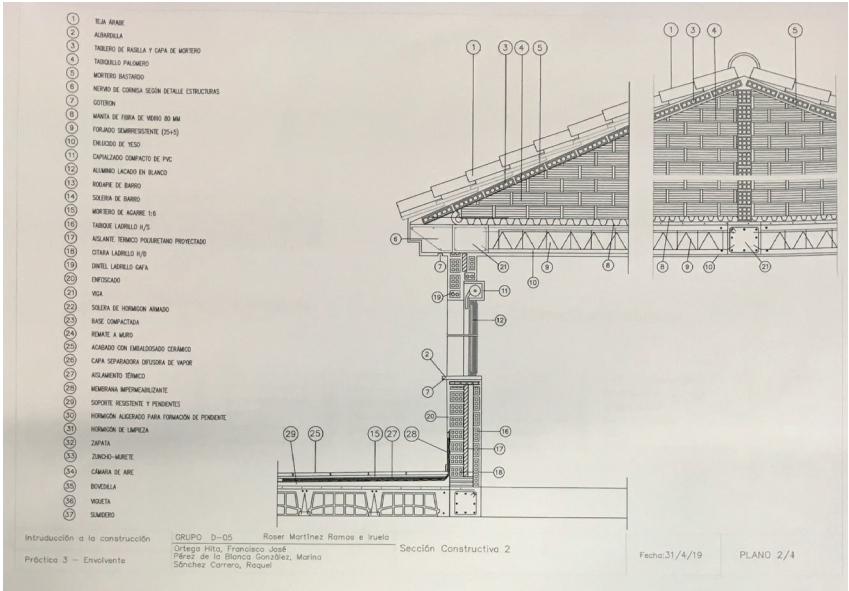 1 TEJA ARABE
2 ALBARDILLA
3 TABLERO DE RASILLA Y CAPA DE MORTERO
4 TABIQUILLO PALOMERO
5 MORTERO BASTARDO
6 NERVIO DE CORNISA SEGÚN DETALLE ESTRUCTURAS
7 GOTERON
8 MANTA DE FIBRA DE VIDRIO 80 MM
9 FORJADO SEMIRRESISTENTE (25+5)
10 ENLUCIDO DE YESO
11 CAPIALZADO COMPACTO DE PVC
12 ALUMINIO LACADO EN BLANCO
13 RODAPIE DE BARRO
14 SOLERIA DE BARRO
15 MORTERO DE AGARRE 1:6
16 TABIQUE LADRILLO H/S
17 AISLANTE TERMICO POLIURETANO PROYECTADO
18 CITARA LADRILLO H/D
19 DINTEL LADRILLO GAFA
20 ENFOSCADO
21 VIGA
22 SOLERA DE HORMIGON ARMADO
23 BASE COMPACTADA
24 REMATE A MURO
25 ACABADO CON EMBALDOSADO CERÁMICO
26 CAPA SEPARADORA DIFUSORA DE VAPOR
27 AISLAMIENTO TÉRMICO
28 MEMBRANA IMPERMEABILIZANTE
29 SOPORTE RESISTENTE Y PENDIENTES
30 HORMIGÓN ALIGERADO PARA FORMACIÓN DE PENDIENTE
31 HORMIGÓN DE LIMPIEZA
32 ZAPATA
33 ZUNCHO-MURETE
34 CÁMARA DE AIRE
35 BOVEDILLA
36 VIGUETA
37 SUMIDERO
1 3 4 5
1 3 4 5
6 7 21 9 10 8
8 9 10 21
19 11
12
2
7
20 16
17
18
29 25 15 27 28
Intruducción a la construcción
Práctica 3 – Envolvente
GRUPO D-05 Roser Martínez Ramos e Iruela
Ortega Hita, Francisco José
Pérez de la Blanca González, Marina
Sánchez Carrero, Raquel
Sección Constructiva 2
Fecha:31/4/19
PLANO 2/4